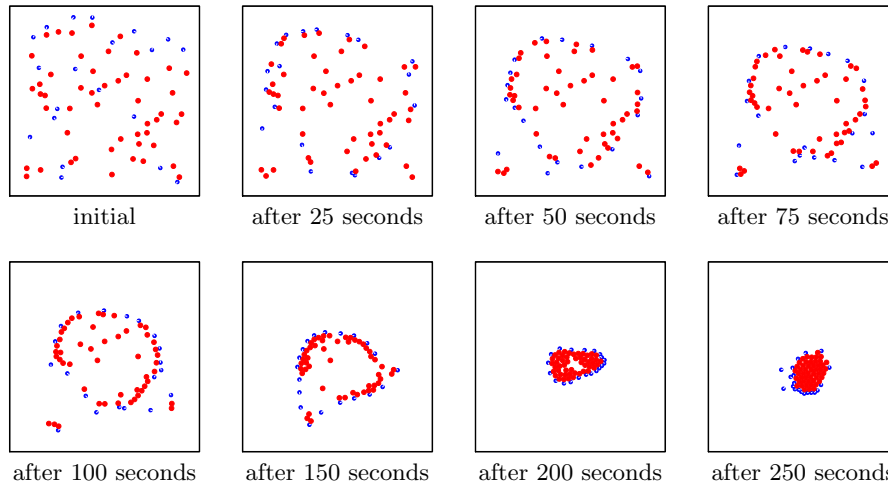 initial
after 25 seconds
after 50 seconds
after 75 seconds
after 100 seconds
after 150 seconds
after 200 seconds
after 250 seconds